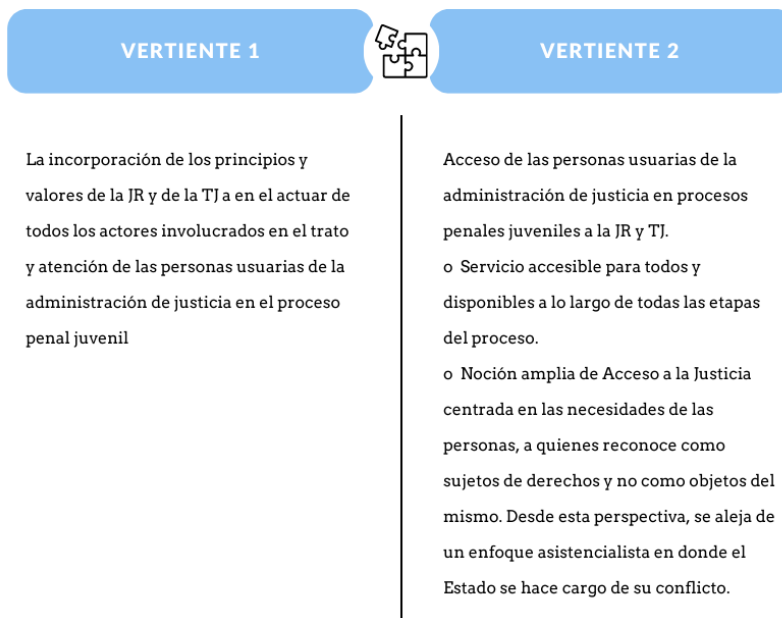 VERTIENTE 1
La incorporación de los principios y
valores de la JR y de la TJ a en el actuar de
todos los actores involucrados en el trato
y atención de las personas usuarias de la
administración de justicia en el proceso
penal juvenil
VERTIENTE 2
Acceso de las personas usuarias de la
administración de justicia en procesos
penales juveniles a la JR y TJ.
o Servicio accesible para todos y
disponibles a lo largo de todas las etapas
del proceso.
o Noción amplia de Acceso a la Justicia
centrada en las necesidades de las
personas, a quienes reconoce como
sujetos de derechos y no como objetos del
mismo. Desde esta perspectiva, se aleja de
un enfoque asistencialista en donde el
Estado se hace cargo de su conflicto.